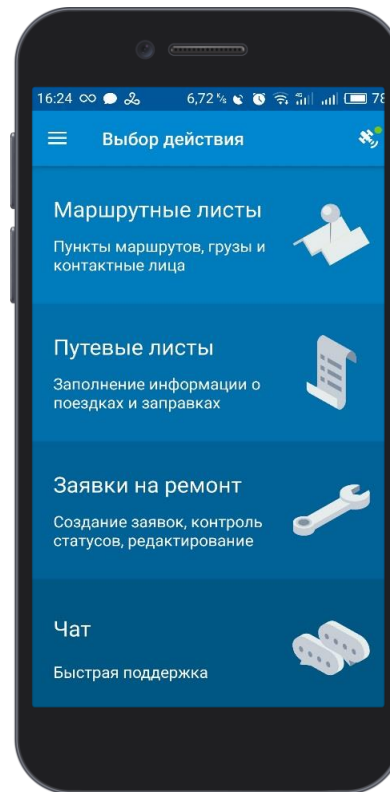 16:24 6,72 К/s 4G 78
Выбор действия
Маршрутные листы
Пункты маршрутов, грузы и
контактные лица
Путевые листы
Заполнение информации о
поездках и заправках
Заявки на ремонт
Создание заявок, контроль
статусов, редактирование
Чат
Быстрая поддержка